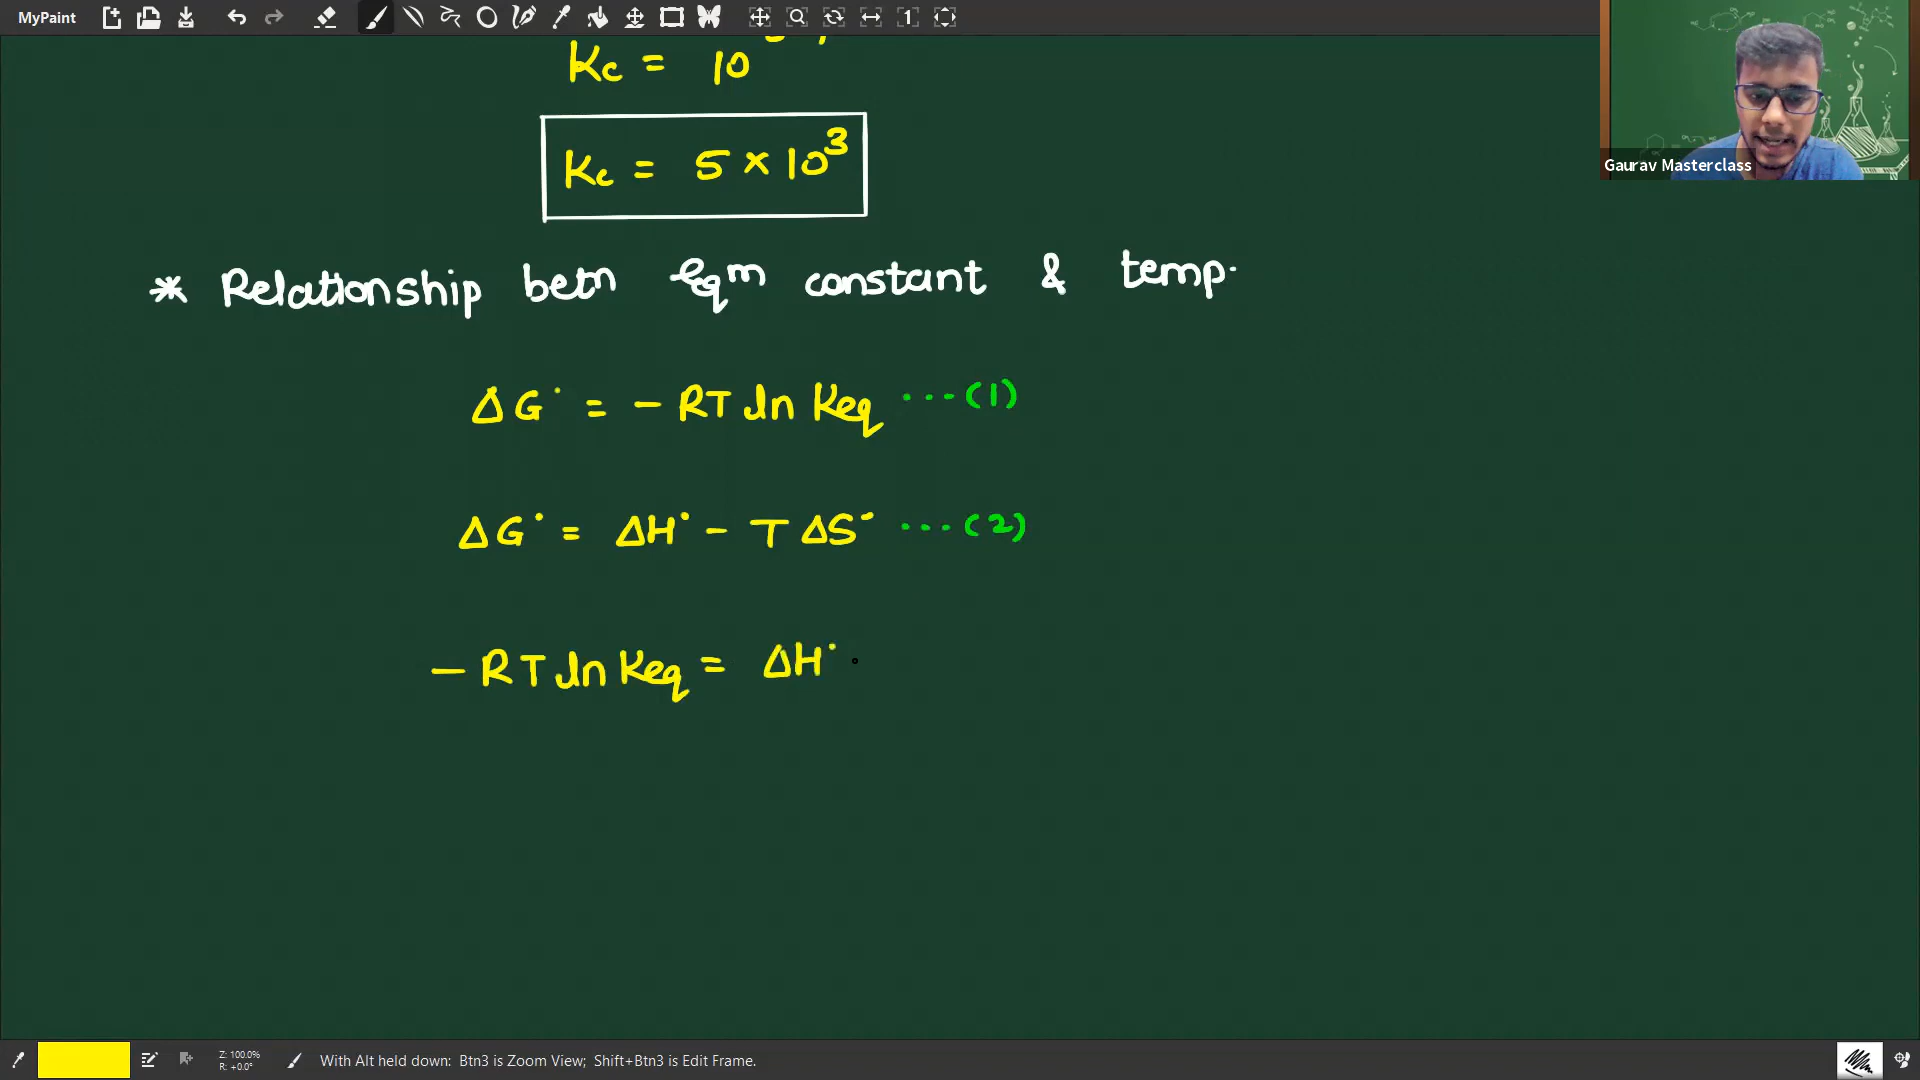 MyPaint
Gaurav Masterclass
Kc = 10
Kc = 5 × 10³
* Relationship betn Eqm constant & temp.
ΔG° = - RT ln Keq ...(1)
ΔG° = ΔH° - T ΔS° ...(2)
- RT ln Keq = ΔH°
Z: 100.0%
R: +0.0°
With Alt held down: Btn3 is Zoom View; Shift+Btn3 is Edit Frame.